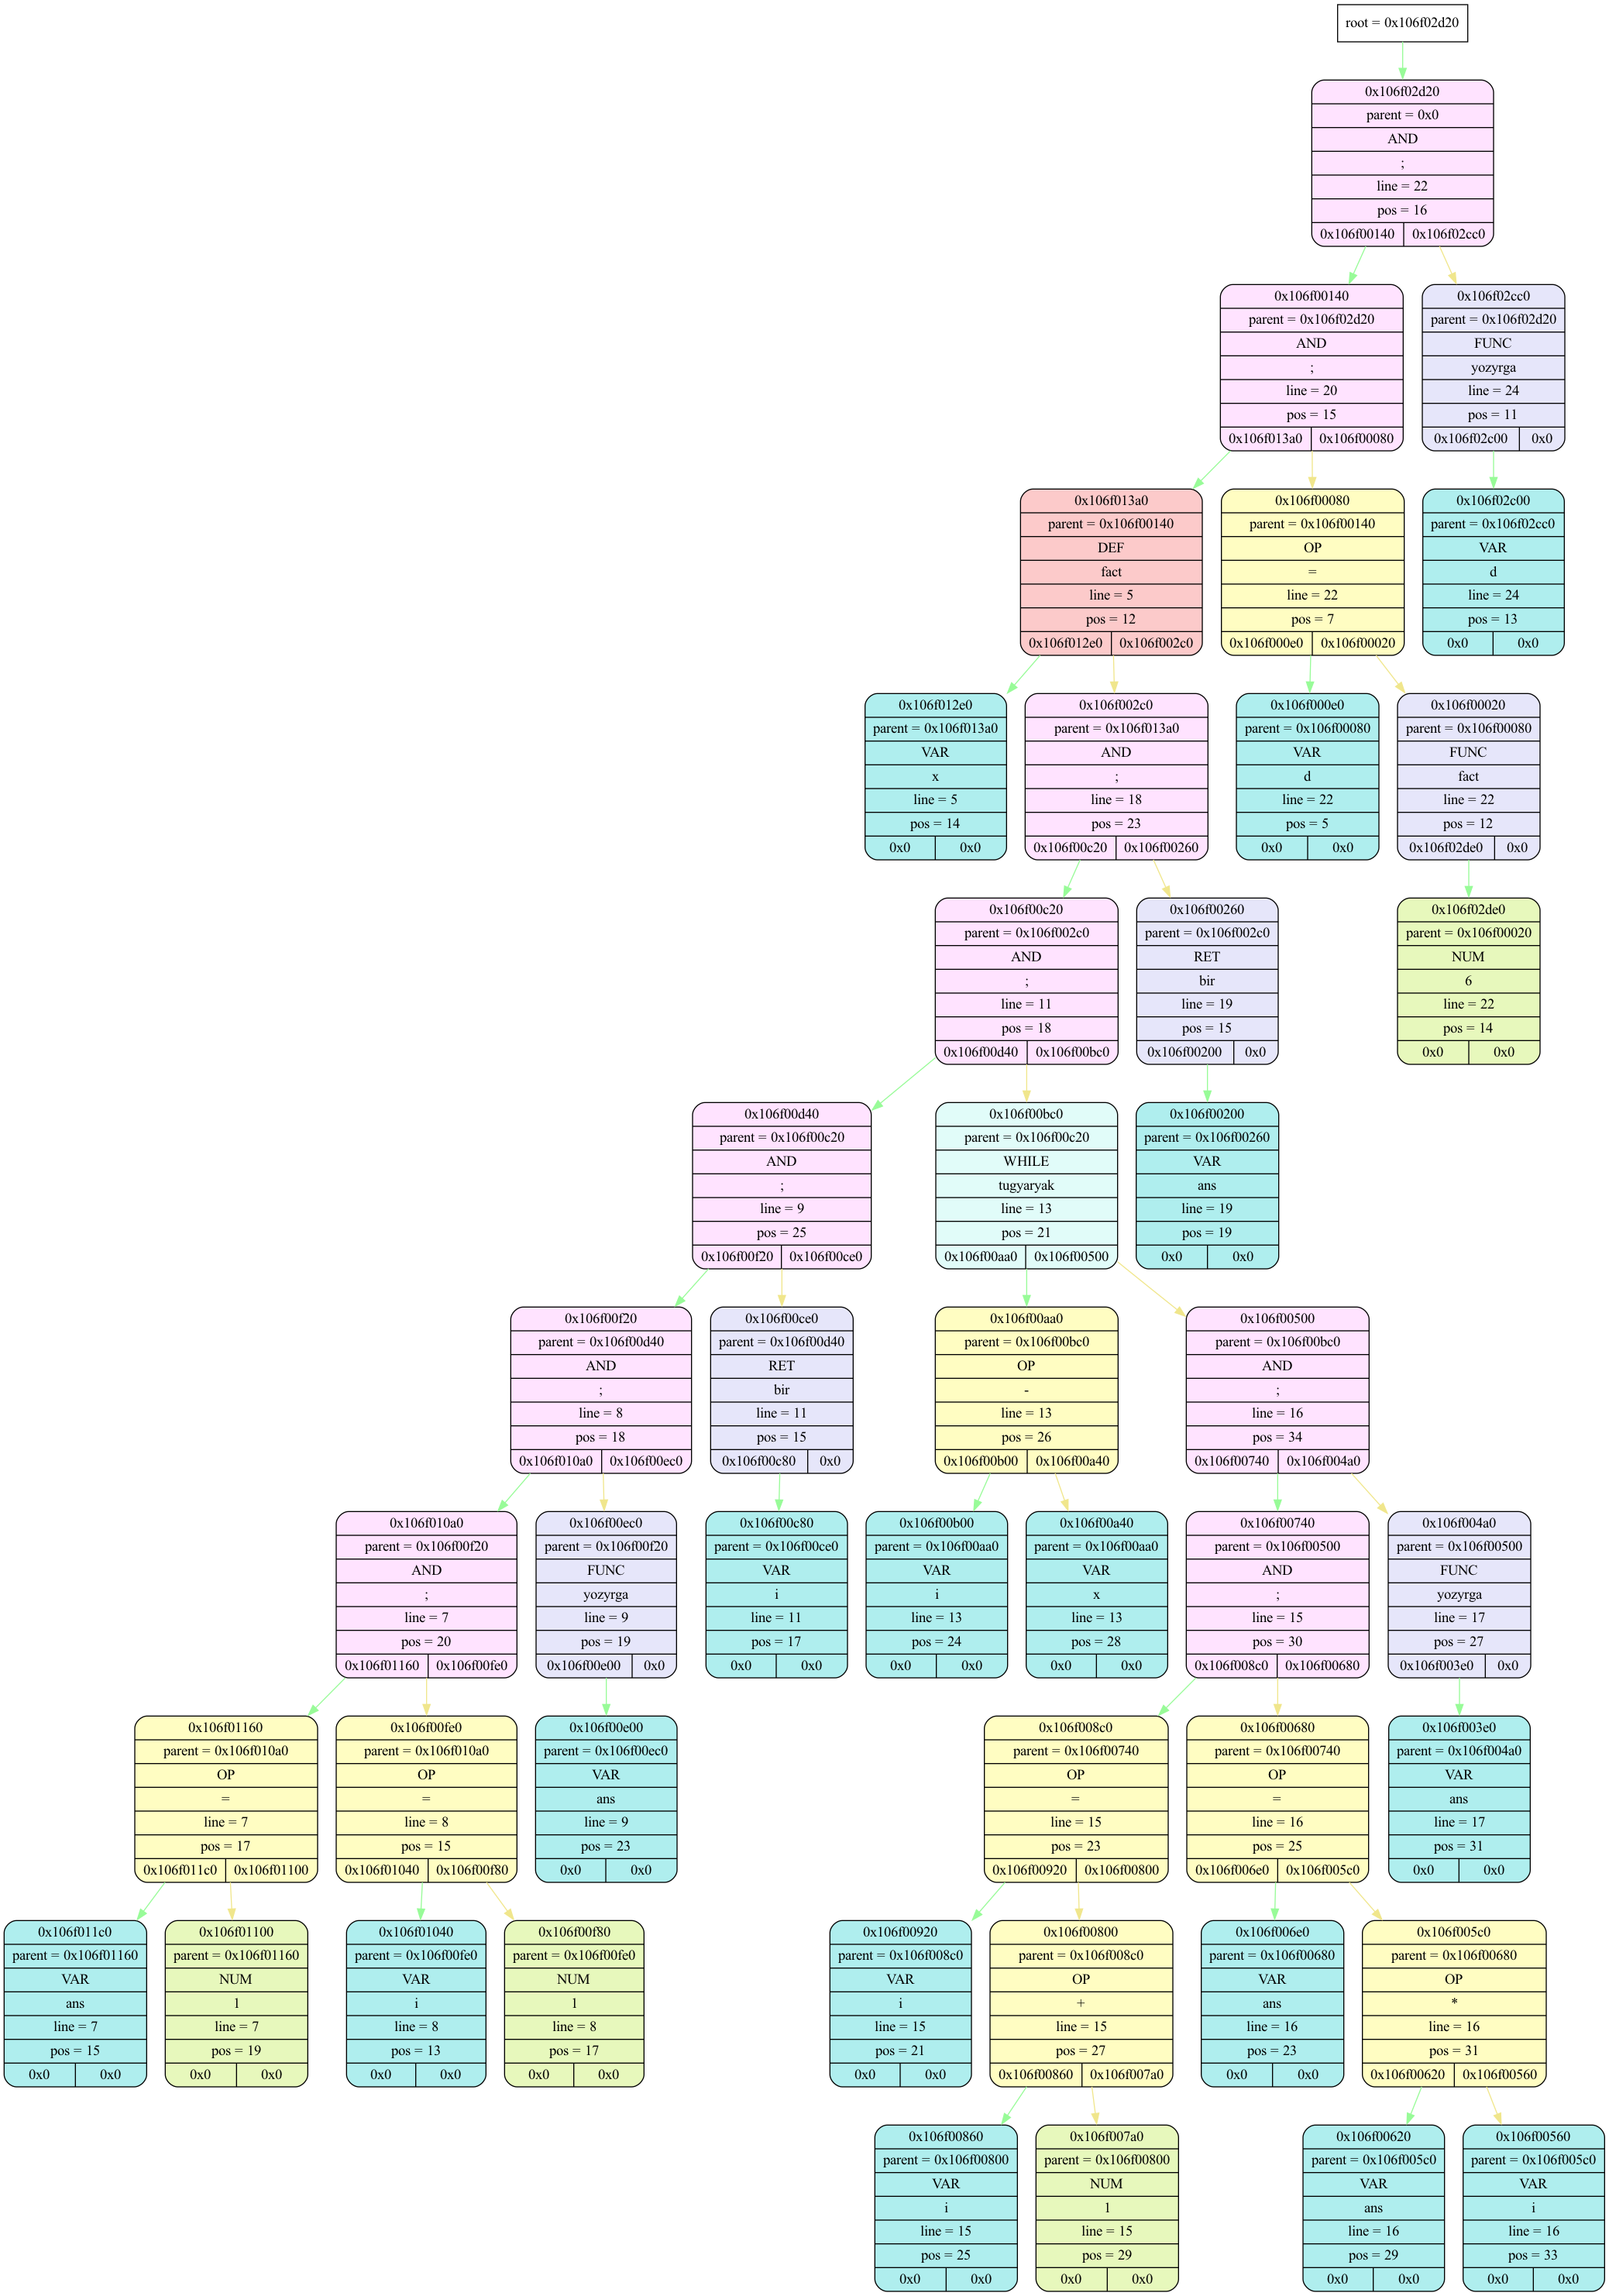 root = 0x106f02d20
0x106f02d20
parent = 0x0
AND
;
line = 22
pos = 16
0x106f00140
0x106f02cc0
0x106f00140
parent = 0x106f02d20
AND
;
line = 20
pos = 15
0x106f013a0
0x106f00080
0x106f02cc0
parent = 0x106f02d20
FUNC
yozyrga
line = 24
pos = 11
0x106f02c00
0x0
0x106f013a0
parent = 0x106f00140
DEF
fact
line = 5
pos = 12
0x106f012e0
0x106f002c0
0x106f00080
parent = 0x106f00140
OP
=
line = 22
pos = 7
0x106f000e0
0x106f00020
0x106f02c00
parent = 0x106f02cc0
VAR
d
line = 24
pos = 13
0x0
0x0
0x106f012e0
parent = 0x106f013a0
VAR
x
line = 5
pos = 14
0x0
0x0
0x106f002c0
parent = 0x106f013a0
AND
;
line = 18
pos = 23
0x106f00c20
0x106f00260
0x106f000e0
parent = 0x106f00080
VAR
d
line = 22
pos = 5
0x0
0x0
0x106f00020
parent = 0x106f00080
FUNC
fact
line = 22
pos = 12
0x106f02de0
0x0
0x106f00c20
parent = 0x106f002c0
AND
;
line = 11
pos = 18
0x106f00d40
0x106f00bc0
0x106f00260
parent = 0x106f002c0
RET
bir
line = 19
pos = 15
0x106f00200
0x0
0x106f02de0
parent = 0x106f00020
NUM
6
line = 22
pos = 14
0x0
0x0
0x106f00d40
parent = 0x106f00c20
AND
;
line = 9
pos = 25
0x106f00f20
0x106f00ce0
0x106f00bc0
parent = 0x106f00c20
WHILE
tugyaryak
line = 13
pos = 21
0x106f00aa0
0x106f00500
0x106f00200
parent = 0x106f00260
VAR
ans
line = 19
pos = 19
0x0
0x0
0x106f00f20
parent = 0x106f00d40
AND
;
line = 8
pos = 18
0x106f010a0
0x106f00ec0
0x106f00ce0
parent = 0x106f00d40
RET
bir
line = 11
pos = 15
0x106f00c80
0x0
0x106f00aa0
parent = 0x106f00bc0
OP
-
line = 13
pos = 26
0x106f00b00
0x106f00a40
0x106f00500
parent = 0x106f00bc0
AND
;
line = 16
pos = 34
0x106f00740
0x106f004a0
0x106f010a0
parent = 0x106f00f20
AND
;
line = 7
pos = 20
0x106f01160
0x106f00fe0
0x106f00ec0
parent = 0x106f00f20
FUNC
yozyrga
line = 9
pos = 19
0x106f00e00
0x0
0x106f00c80
parent = 0x106f00ce0
VAR
i
line = 11
pos = 17
0x0
0x0
0x106f00b00
parent = 0x106f00aa0
VAR
i
line = 13
pos = 24
0x0
0x0
0x106f00a40
parent = 0x106f00aa0
VAR
x
line = 13
pos = 28
0x0
0x0
0x106f00740
parent = 0x106f00500
AND
;
line = 15
pos = 30
0x106f008c0
0x106f00680
0x106f004a0
parent = 0x106f00500
FUNC
yozyrga
line = 17
pos = 27
0x106f003e0
0x0
0x106f01160
parent = 0x106f010a0
OP
=
line = 7
pos = 17
0x106f011c0
0x106f01100
0x106f00fe0
parent = 0x106f010a0
OP
=
line = 8
pos = 15
0x106f01040
0x106f00f80
0x106f00e00
parent = 0x106f00ec0
VAR
ans
line = 9
pos = 23
0x0
0x0
0x106f008c0
parent = 0x106f00740
OP
=
line = 15
pos = 23
0x106f00920
0x106f00800
0x106f00680
parent = 0x106f00740
OP
=
line = 16
pos = 25
0x106f006e0
0x106f005c0
0x106f003e0
parent = 0x106f004a0
VAR
ans
line = 17
pos = 31
0x0
0x0
0x106f011c0
parent = 0x106f01160
VAR
ans
line = 7
pos = 15
0x0
0x0
0x106f01100
parent = 0x106f01160
NUM
1
line = 7
pos = 19
0x0
0x0
0x106f01040
parent = 0x106f00fe0
VAR
i
line = 8
pos = 13
0x0
0x0
0x106f00f80
parent = 0x106f00fe0
NUM
1
line = 8
pos = 17
0x0
0x0
0x106f00920
parent = 0x106f008c0
VAR
i
line = 15
pos = 21
0x0
0x0
0x106f00800
parent = 0x106f008c0
OP
+
line = 15
pos = 27
0x106f00860
0x106f007a0
0x106f006e0
parent = 0x106f00680
VAR
ans
line = 16
pos = 23
0x0
0x0
0x106f005c0
parent = 0x106f00680
OP
*
line = 16
pos = 31
0x106f00620
0x106f00560
0x106f00860
parent = 0x106f00800
VAR
i
line = 15
pos = 25
0x0
0x0
0x106f007a0
parent = 0x106f00800
NUM
1
line = 15
pos = 29
0x0
0x0
0x106f00620
parent = 0x106f005c0
VAR
ans
line = 16
pos = 29
0x0
0x0
0x106f00560
parent = 0x106f005c0
VAR
i
line = 16
pos = 33
0x0
0x0